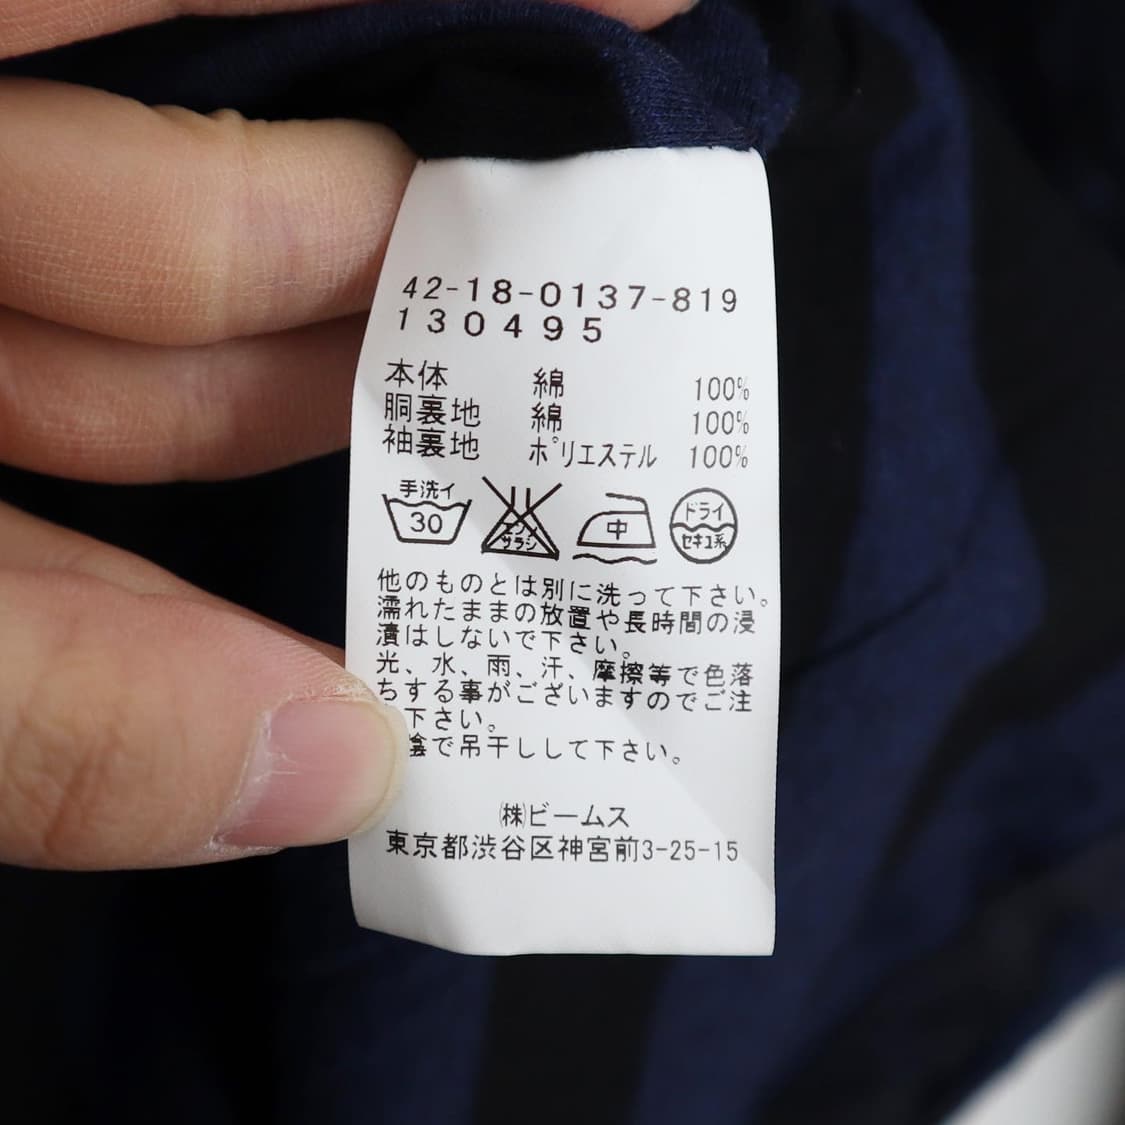 42-18-0137-819
130495
本体 綿 100%
胴裏地 綿 100%
袖裏地 ポリエステル 100%
手洗イ 30 エンソサラシ 中 ドライ セキユ系
他のものとは別に洗って下さい。
濡れたままの放置や長時間の浸
漬はしないで下さい。
光、水、雨、汗、摩擦等で色落
ちする事がございますのでご注
下さい。
陰で吊干しして下さい。
㈱ビームス
東京都渋谷区神宮前3-25-15